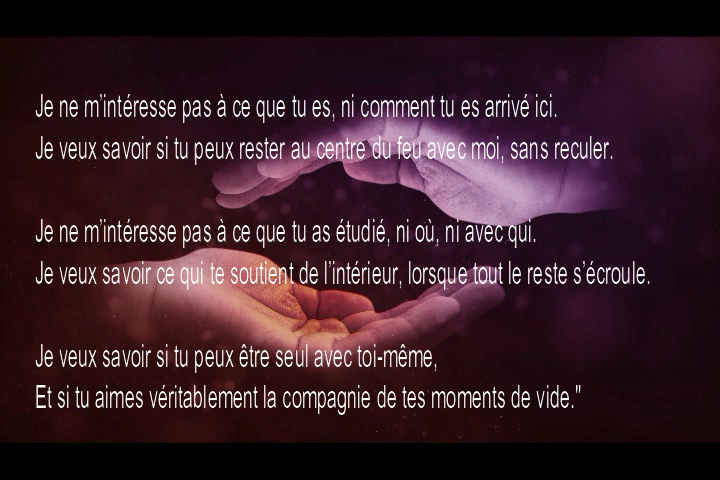 Je ne m'intéresse pas à ce que tu es, ni comment tu es arrivé ici.
Je veux savoir si tu peux rester au centre du feu avec moi, sans reculer.
Je ne m'intéresse pas à ce que tu as étudié, ni où, ni avec qui.
Je veux savoir ce qui te soutient de l'intérieur, lorsque tout le reste s'écroule.
Je veux savoir si tu peux être seul avec toi-même,
Et si tu aimes véritablement la compagnie de tes moments de vide."